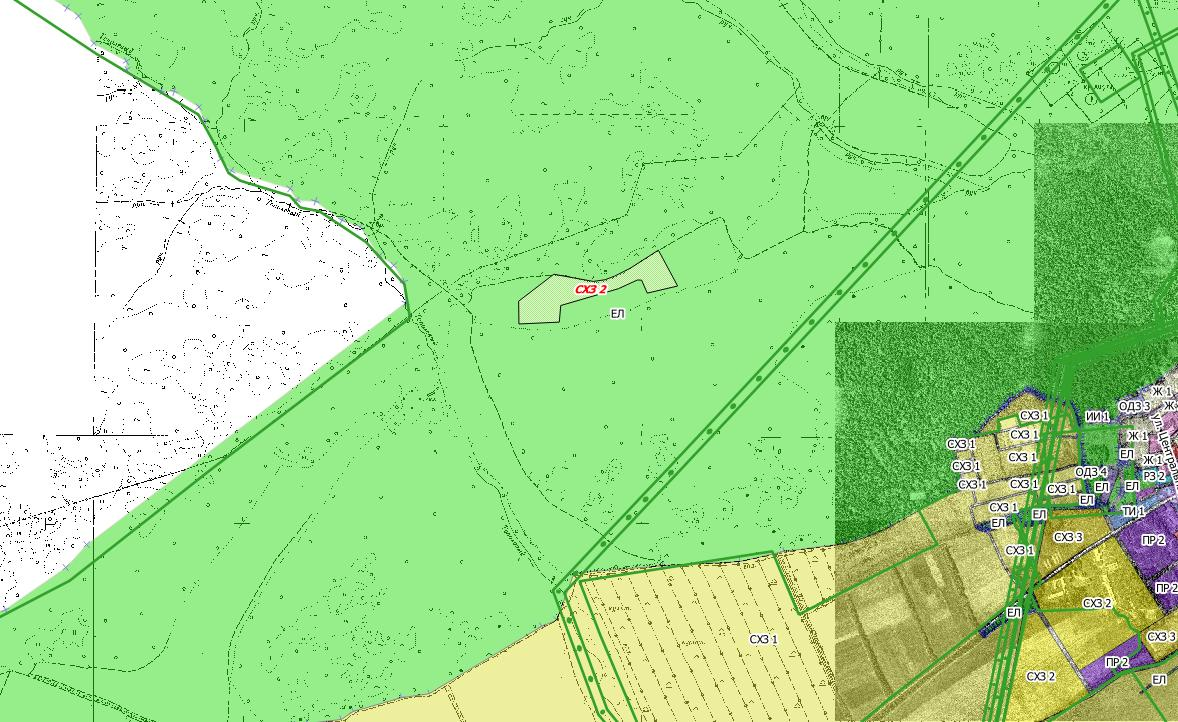 СХЗ 2
ЕЛ
Ж 1
ОДЗ 3
Ж
СХЗ 1
ИИ 1
СХЗ 1
Ж 1
СХЗ 1
ЕЛ
СХЗ 1
Ж 1
СХЗ 1
ОДЗ 4
РЗ 2
СХЗ 1
СХЗ 1
СХЗ 1
ЕЛ
ЕЛ
ЕЛ
СХЗ 1
ЕЛ
ТИ 1
ЕЛ
СХЗ 3
ПР 2
СХЗ 1
ПР 2
СХЗ 2
ЕЛ
СХЗ 3
СХЗ 1
ПР 2
СХЗ 2
ЕЛ